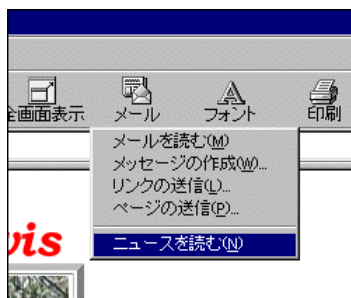 全画面表示 メール フォント 印刷
メールを読む(M)
メッセージの作成(W)...
リンクの送信(L)...
ページの送信(P)...
ニュースを読む(N)
vis